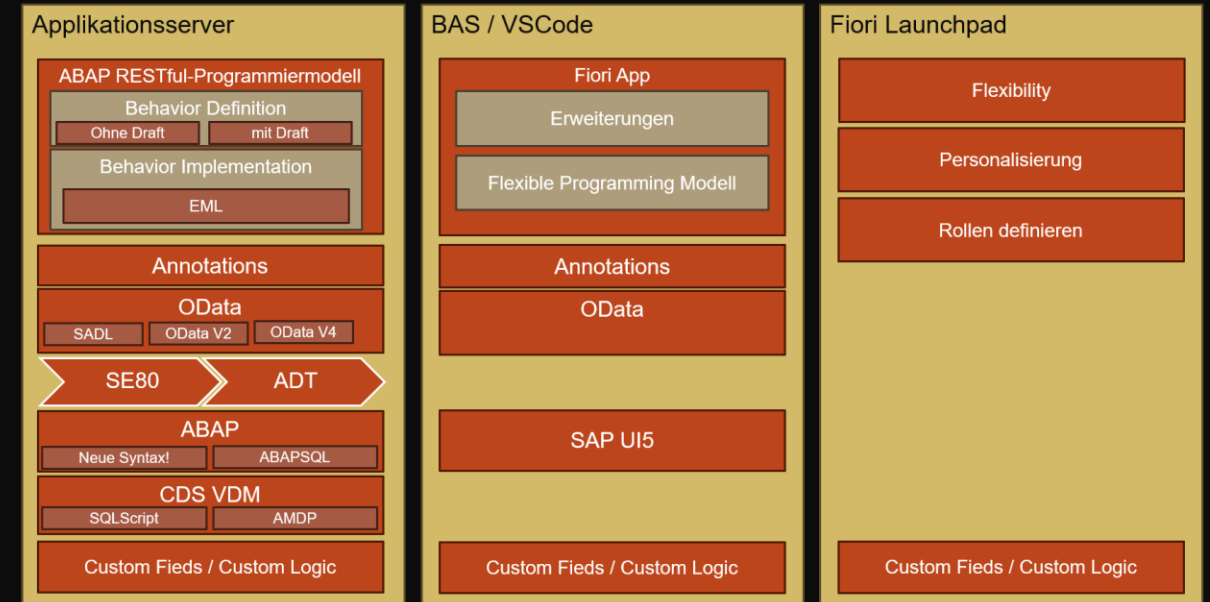 Applikationsserver
ABAP RESTful-Programmiermodell
Behavior Definition
Ohne Draft
mit Draft
Behavior Implementation
EML
Annotations
OData
SADL
OData V2
OData V4
SE80
ADT
ABAP
Neue Syntax!
ABAPSQL
CDS VDM
SQLScript
AMDP
Custom Fieds / Custom Logic
BAS / VSCode
Fiori App
Erweiterungen
Flexible Programming Modell
Annotations
OData
SAP UI5
Custom Fieds / Custom Logic
Fiori Launchpad
Flexibility
Personalisierung
Rollen definieren
Custom Fieds / Custom Logic